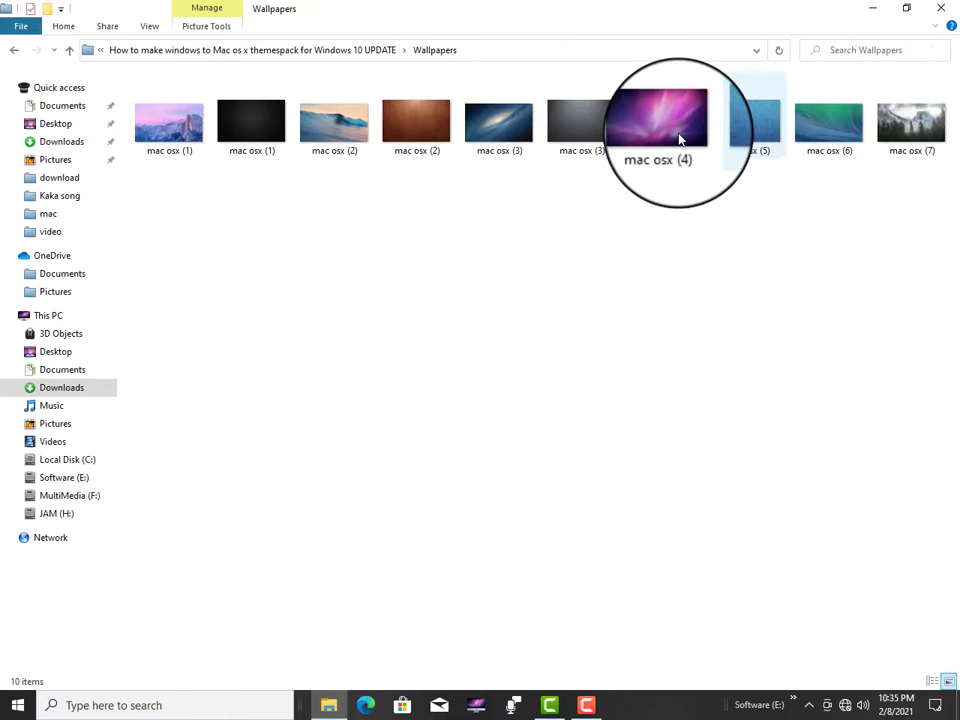 Manage
Wallpapers
File
Home
Share
View
Picture Tools
« How to make windows to Mac os x themespack for Windows 10 UPDATE > Wallpapers
Search Wallpapers
Quick access
Documents
Desktop
Downloads
Pictures
download
Kaka song
mac
video
OneDrive
Documents
Pictures
This PC
3D Objects
Desktop
Documents
Downloads
Music
Pictures
Videos
Local Disk (C:)
Software (E:)
MultiMedia (F:)
JAM (H:)
Network
mac osx (1)
mac osx (1)
mac osx (2)
mac osx (2)
mac osx (3)
mac osx (3)
mac osx (4)
sx (5)
mac osx (6)
mac osx (7)
10 items
Type here to search
Software (E:)
10:35 PM
2/8/2021